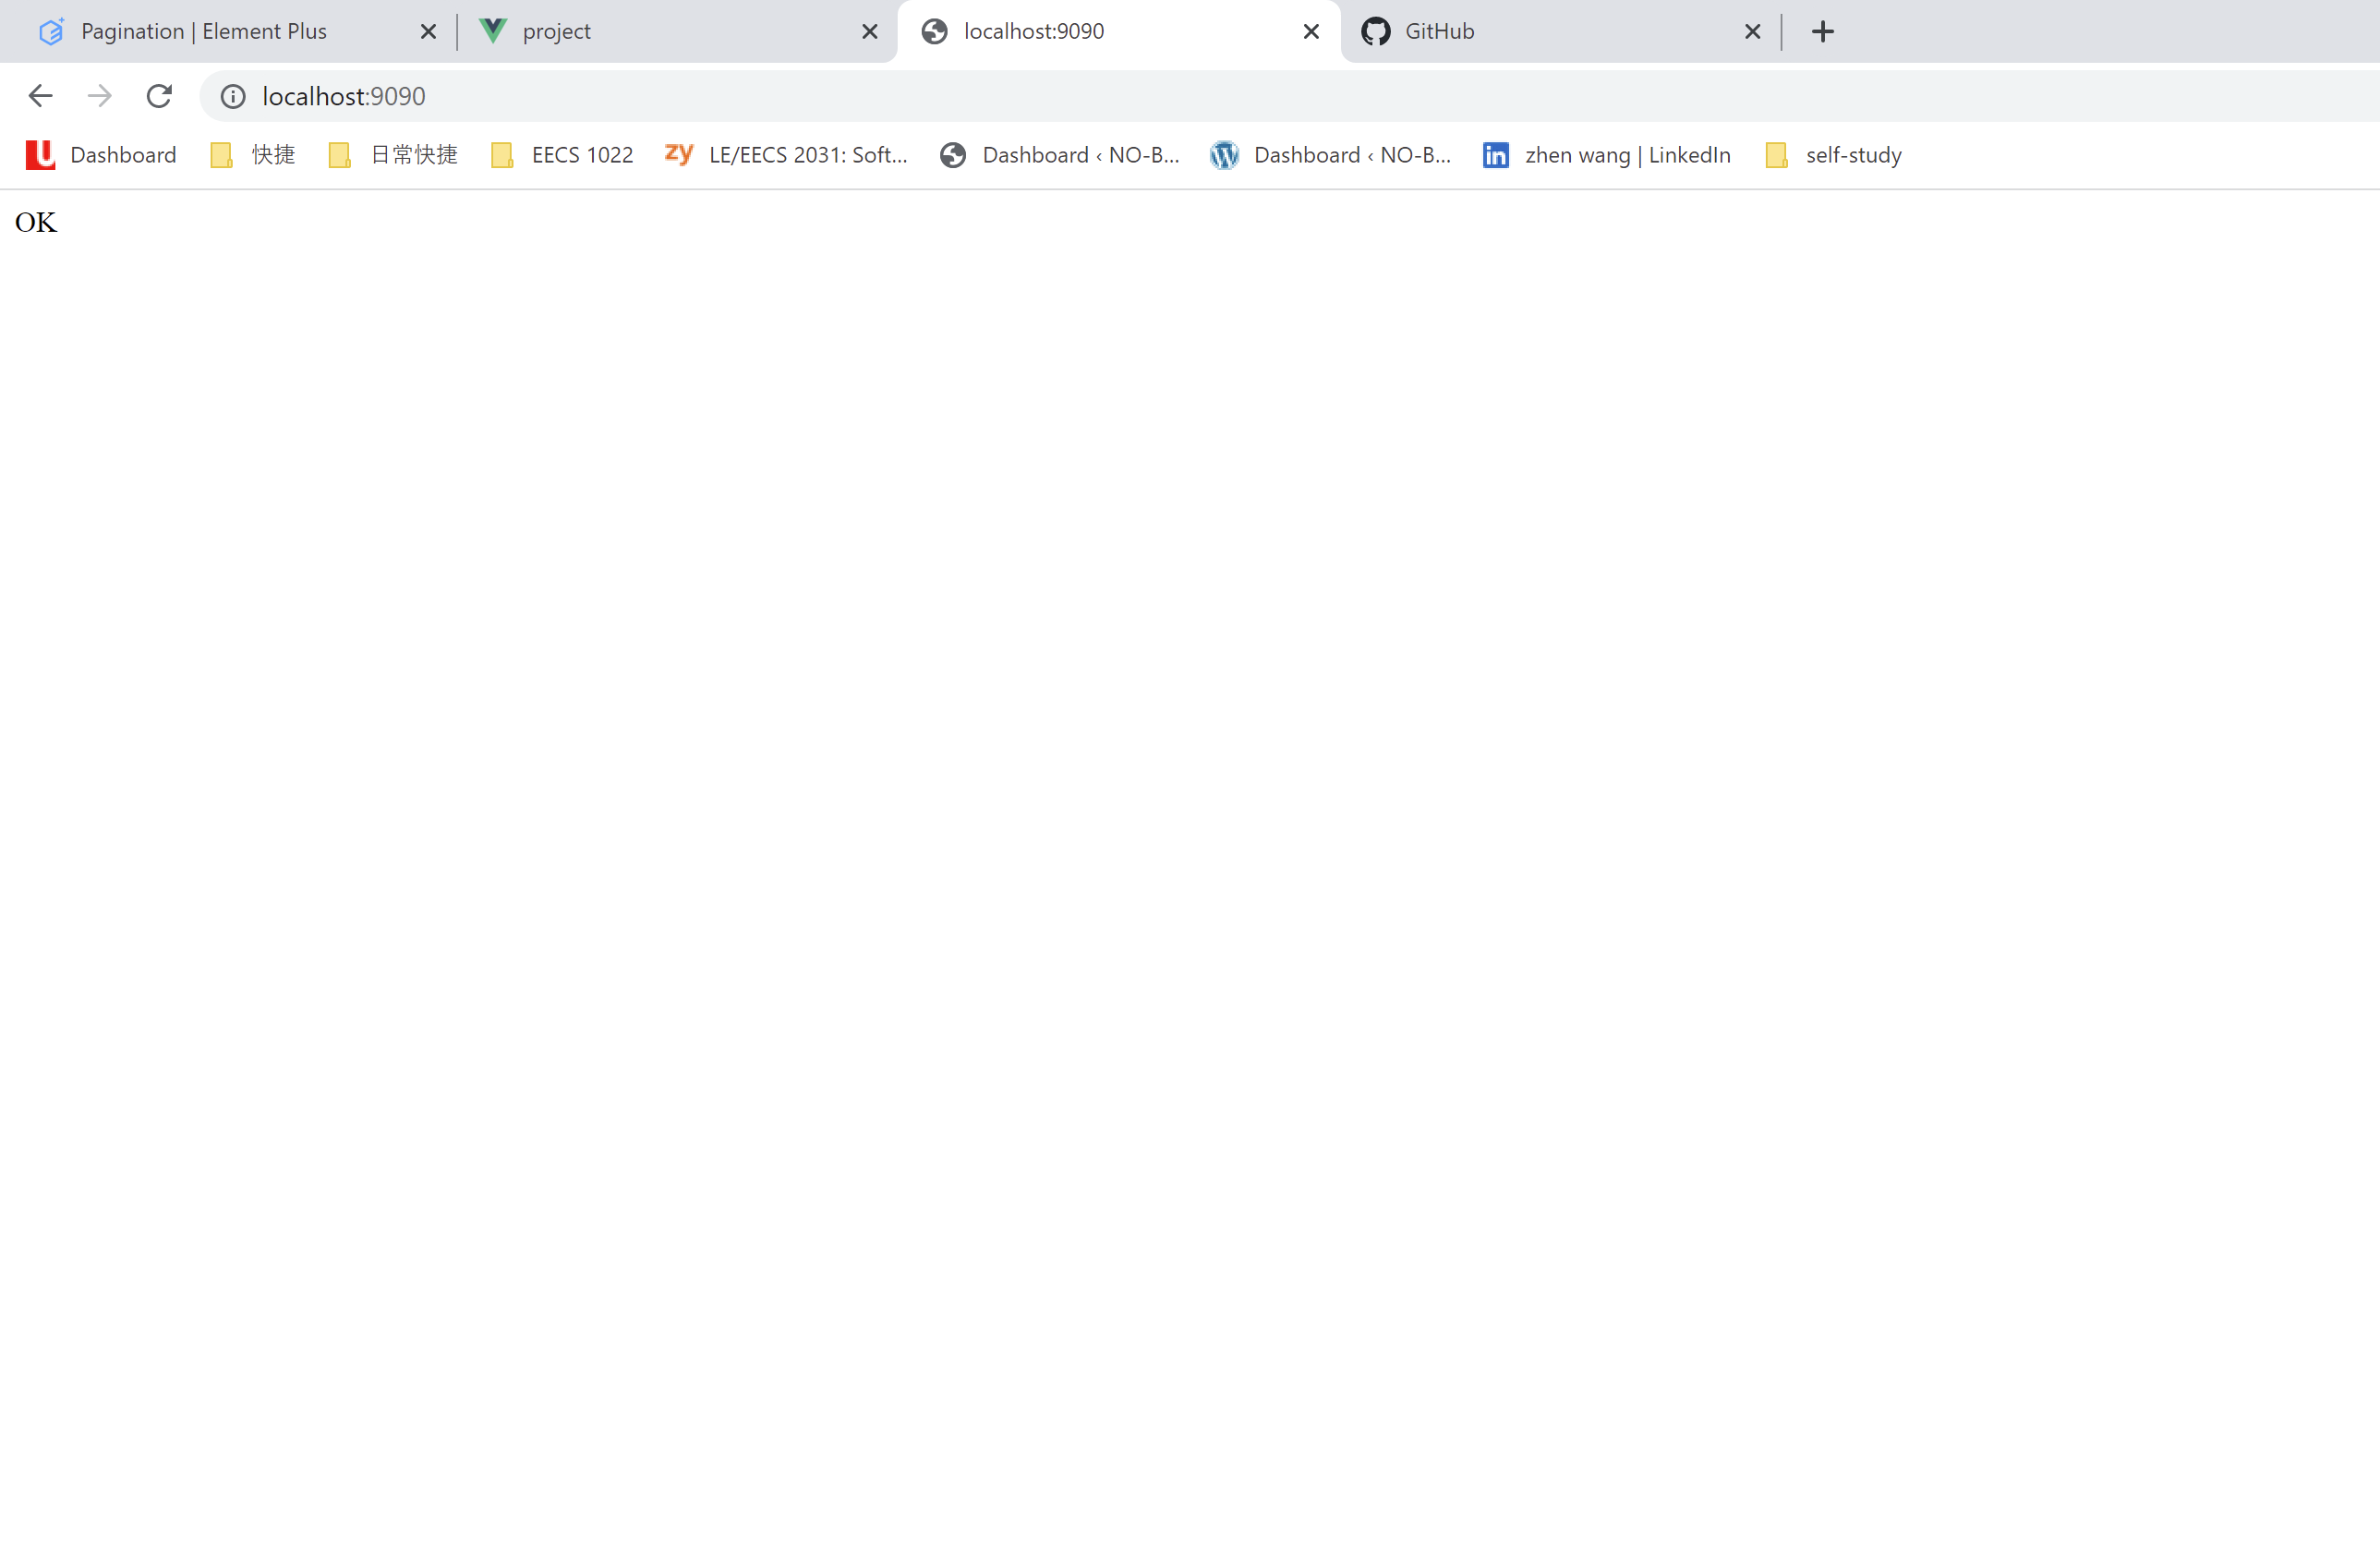 Pagination | Element Plus project localhost:9090 GitHub
localhost:9090
Dashboard 快捷 日常快捷 EECS 1022 zy LE/EECS 2031: Soft... Dashboard ‹ NO-B... Dashboard ‹ NO-B... in zhen wang | LinkedIn self-study
OK